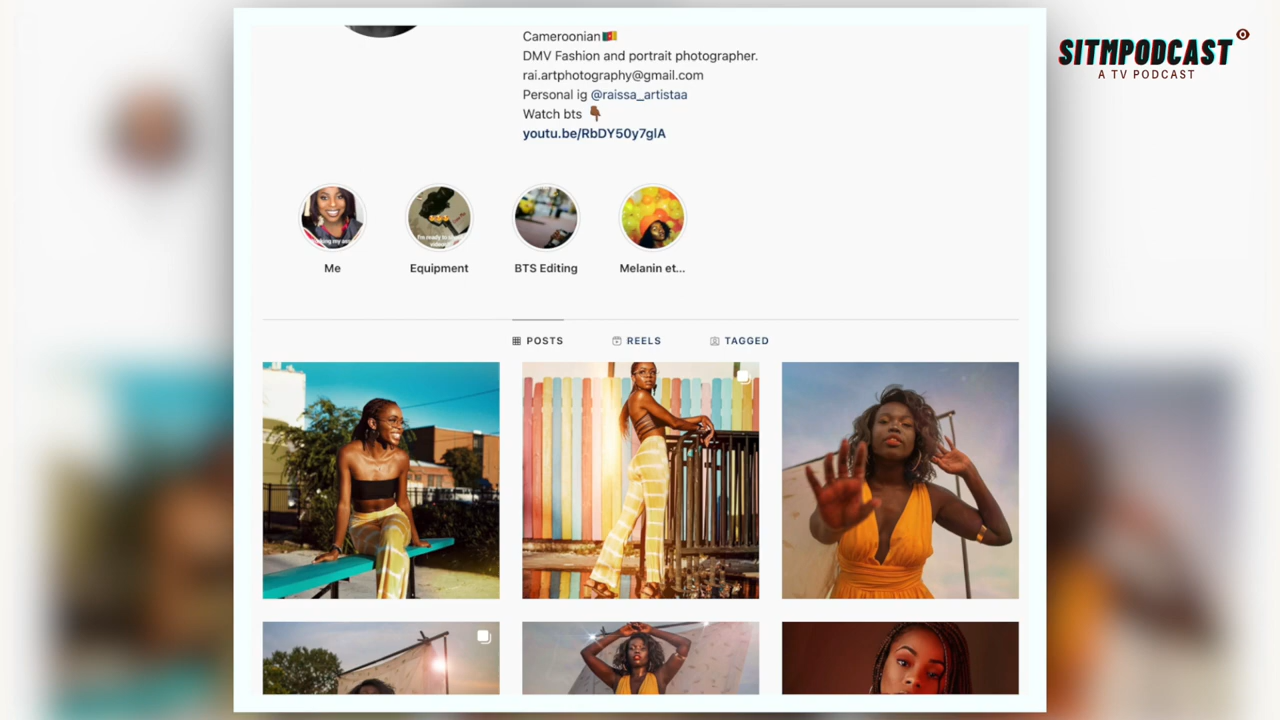 SITMPODCAST
A TV PODCAST
Cameroonian🇨🇲
DMV Fashion and portrait photographer.
rai.artphotography@gmail.com
Personal ig @raissa_artistaa
Watch bts 👇🏾
youtu.be/RbDY50y7glA
Me
Equipment
BTS Editing
Melanin et...
POSTS
REELS
TAGGED